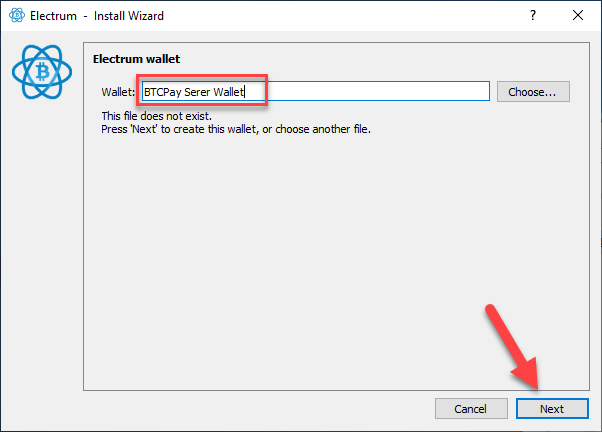 Electrum - Install Wizard
Electrum wallet
Wallet: BTCPay Serer Wallet Choose...
This file does not exist.
Press 'Next' to create this wallet, or choose another file.
Cancel Next